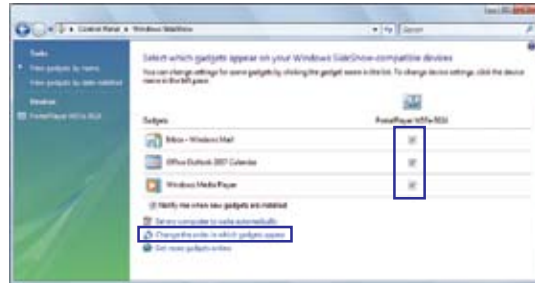 Control Panel ▸ Windows SideShow
Search
Tasks
View gadgets by name
View gadgets by date installed
Devices
Select which gadgets appear on your Windows SideShow-compatible devices
You can change settings for some gadgets by clicking the gadget name in the list. To change device settings, click the device
name in the left pane.
Gadgets
Inbox - Windows Mail
Office Outlook 2007 Calendar
Windows Media Player
Notify me when new gadgets are installed
Set my computer to wake automatically
Change the order in which gadgets appear
Get more gadgets online